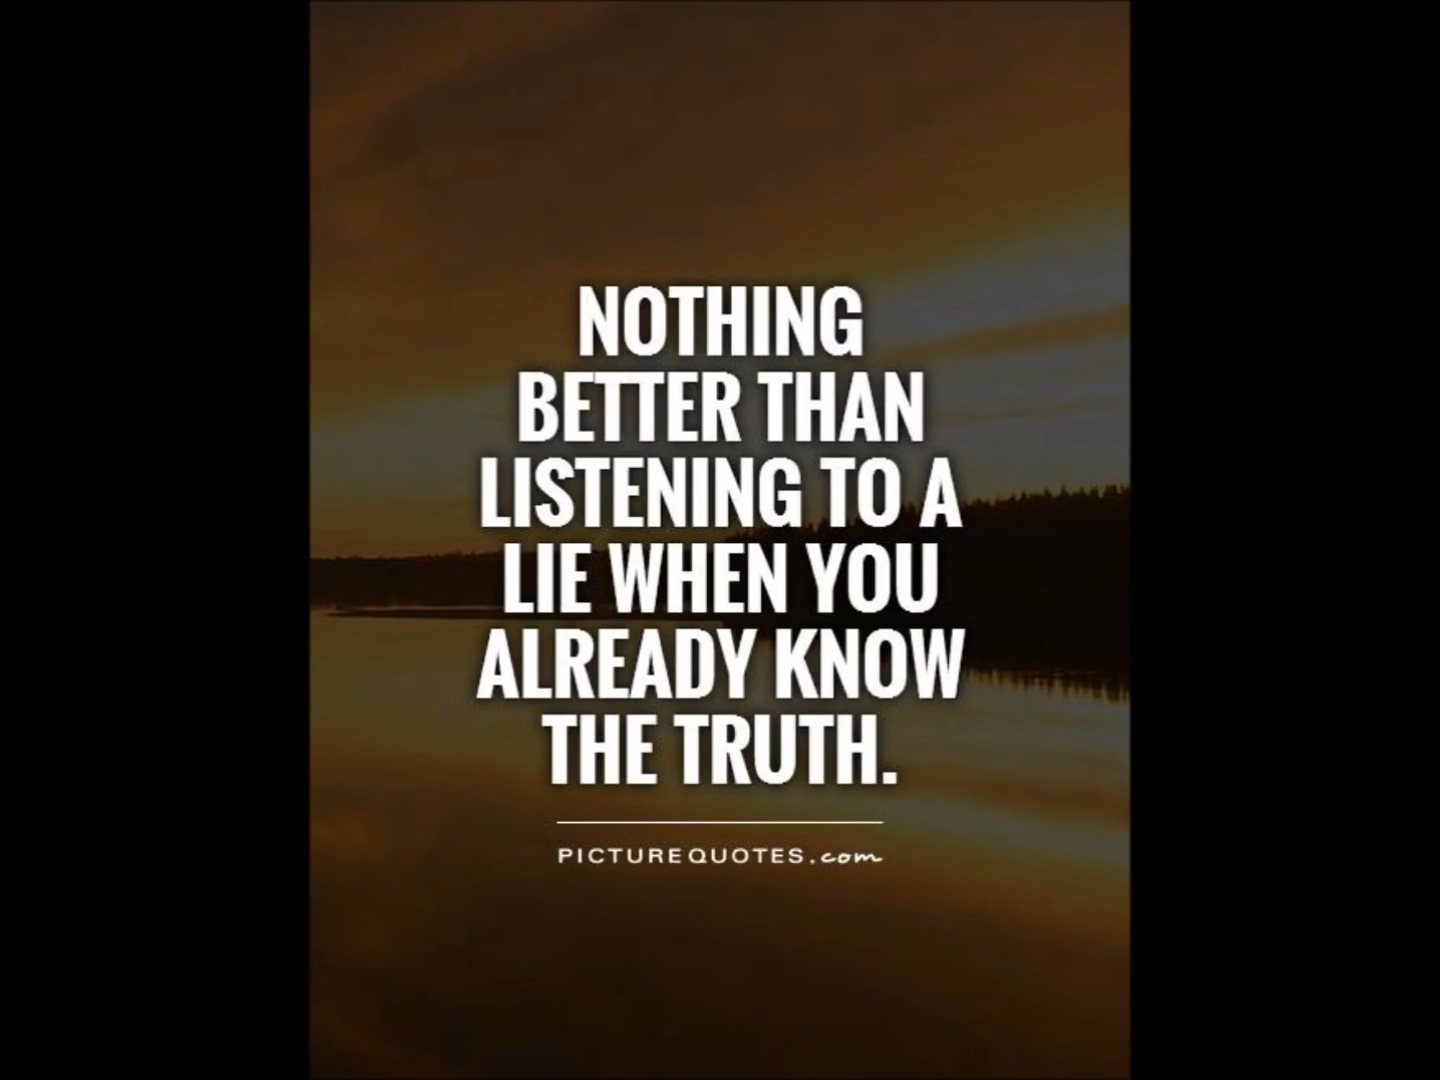 NOTHING
BETTER THAN
LISTENING TO A
LIE WHEN YOU
ALREADY KNOW
THE TRUTH.
PICTUREQUOTES.com